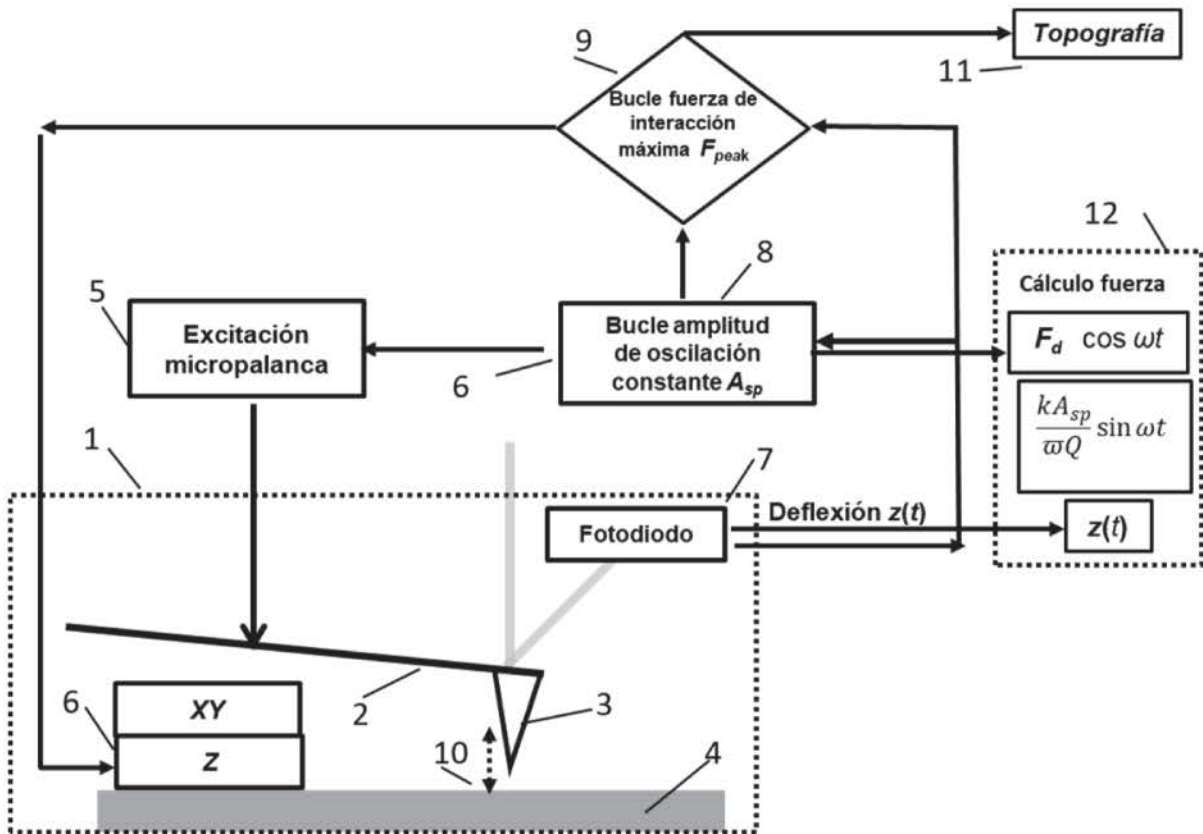 9
Topografía
11
Bucle fuerza de
interacción
máxima F_peak
12
8
5
Cálculo fuerza
Excitación
micropalanca
Bucle amplitud
de oscilación
constante A_sp
6
F_d cos ωt
kA_sp/ϖQ sin ωt
1
7
Deflexión z(t)
Fotodiodo
z(t)
2
3
6
XY
Z
10
4